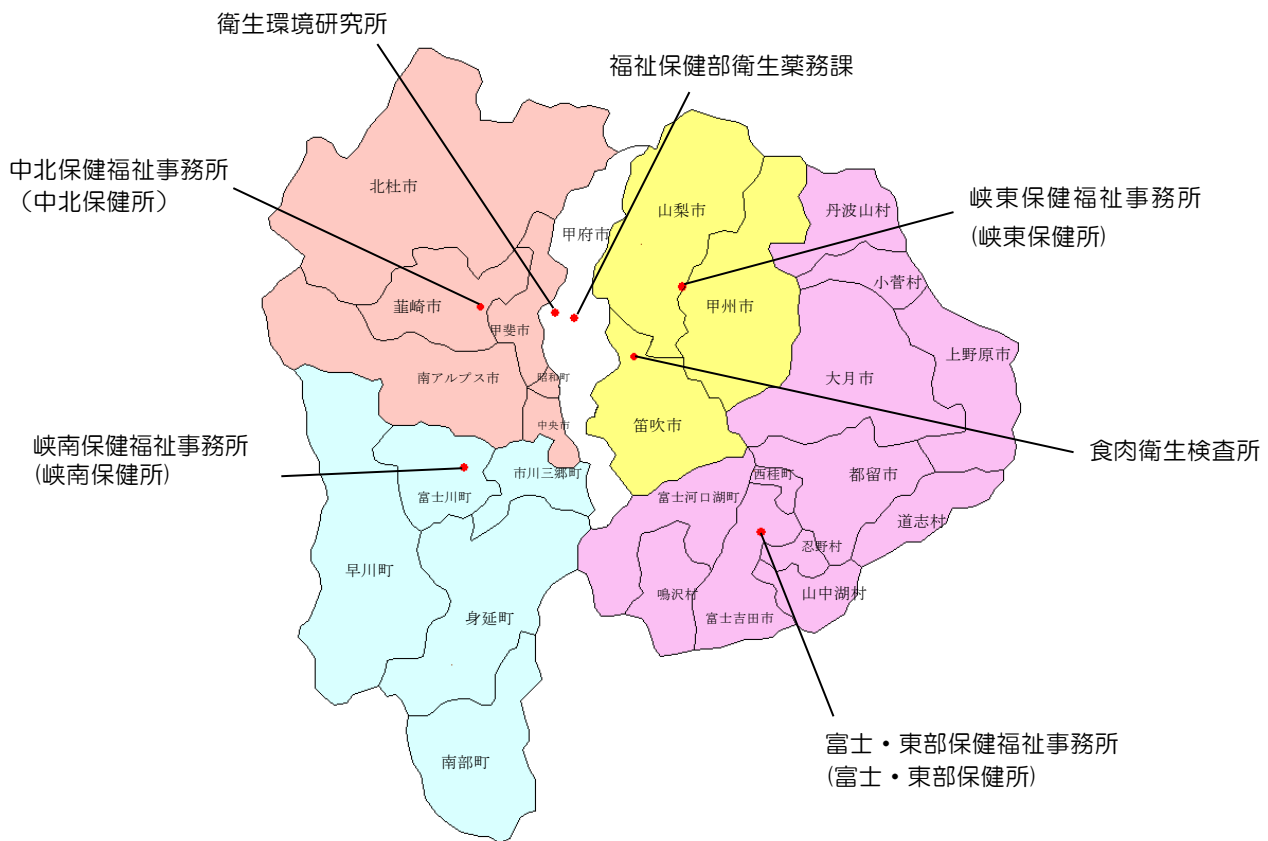 衛生環境研究所
福祉保健部衛生薬務課
中北保健福祉事務所
（中北保健所）
北杜市
山梨市
丹波山村
峡東保健福祉事務所
(峡東保健所)
甲府市
小菅村
韮崎市
甲斐市
甲州市
上野原市
南アルプス市
昭和町
大月市
中央市
笛吹市
食肉衛生検査所
峡南保健福祉事務所
(峡南保健所)
市川三郷町
富士川町
富士河口湖町
西桂町
都留市
道志村
忍野村
早川町
鳴沢村
山中湖村
身延町
富士吉田市
南部町
富士・東部保健福祉事務所
(富士・東部保健所)